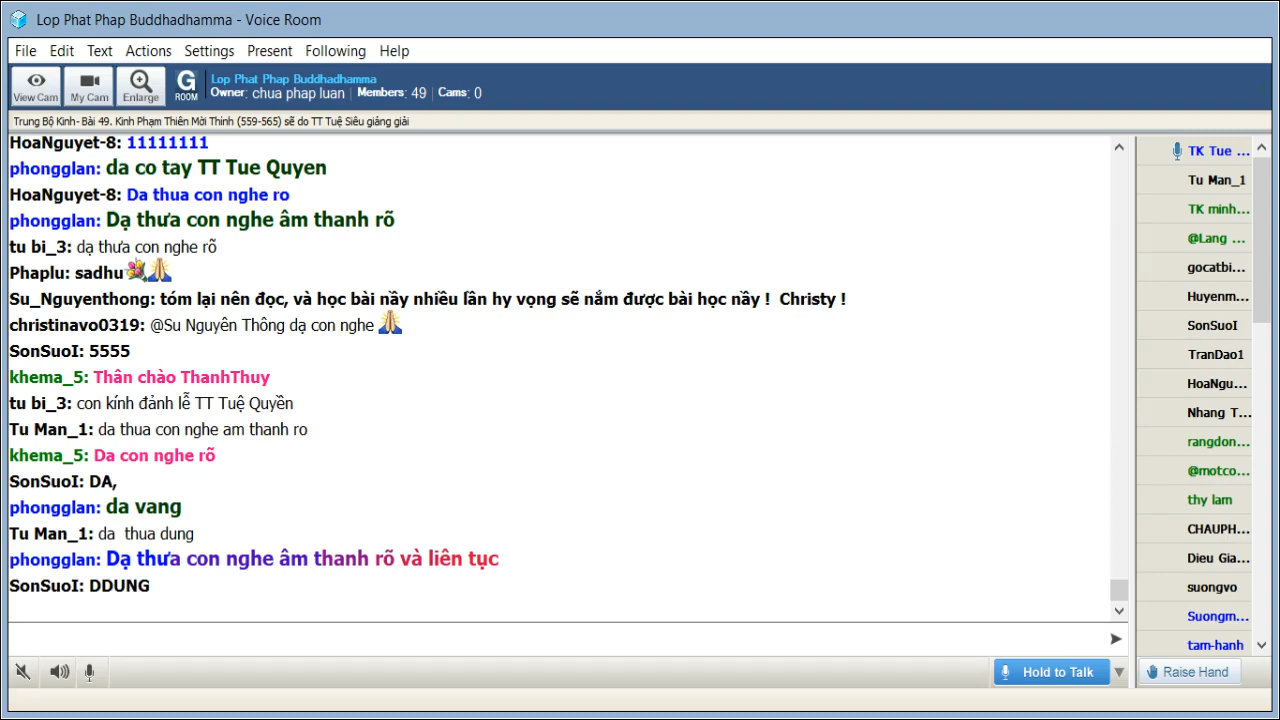 Lop Phat Phap Buddhadhamma - Voice Room
File Edit Text Actions Settings Present Following Help
View Cam My Cam Enlarge G ROOM
Lop Phat Phap Buddhadhamma
Owner: chua phap luan Members: 49 Cams: 0
Trung Bộ Kinh- Bài 49. Kinh Phạm Thiên Mời Thỉnh (559-565) sẽ do TT Tuệ Siêu giảng giải
HoaNguyet-8: 11111111
phongglan: da co tay TT Tue Quyen
HoaNguyet-8: Da thua con nghe ro
phongglan: Dạ thưa con nghe âm thanh rõ
tu bi_3: dạ thưa con nghe rõ
Phaplu: sadhu
Su_Nguyenthong: tóm lại nên đọc, và học bài nầy nhiều lần hy vọng sẽ nắm được bài học nầy ! Christy !
christinavo0319: @Su Nguyên Thông dạ con nghe
SonSuoI: 5555
khema_5: Thân chào ThanhThuy
tu bi_3: con kính đảnh lễ TT Tuệ Quyền
Tu Man_1: da thua con nghe am thanh ro
khema_5: Da con nghe rõ
SonSuoI: DA,
phongglan: da vang
Tu Man_1: da thua dung
phongglan: Dạ thưa con nghe âm thanh rõ và liên tục
SonSuoI: DDUNG
TK Tue ...
Tu Man_1
TK minh...
@Lang ...
gocatbi...
Huyenm...
SonSuoI
TranDao1
HoaNgu...
Nhang T...
rangdon...
@motco...
thy lam
CHAUPH...
Dieu Gia...
suongvo
Suongm...
tam-hanh
Hold to Talk
Raise Hand